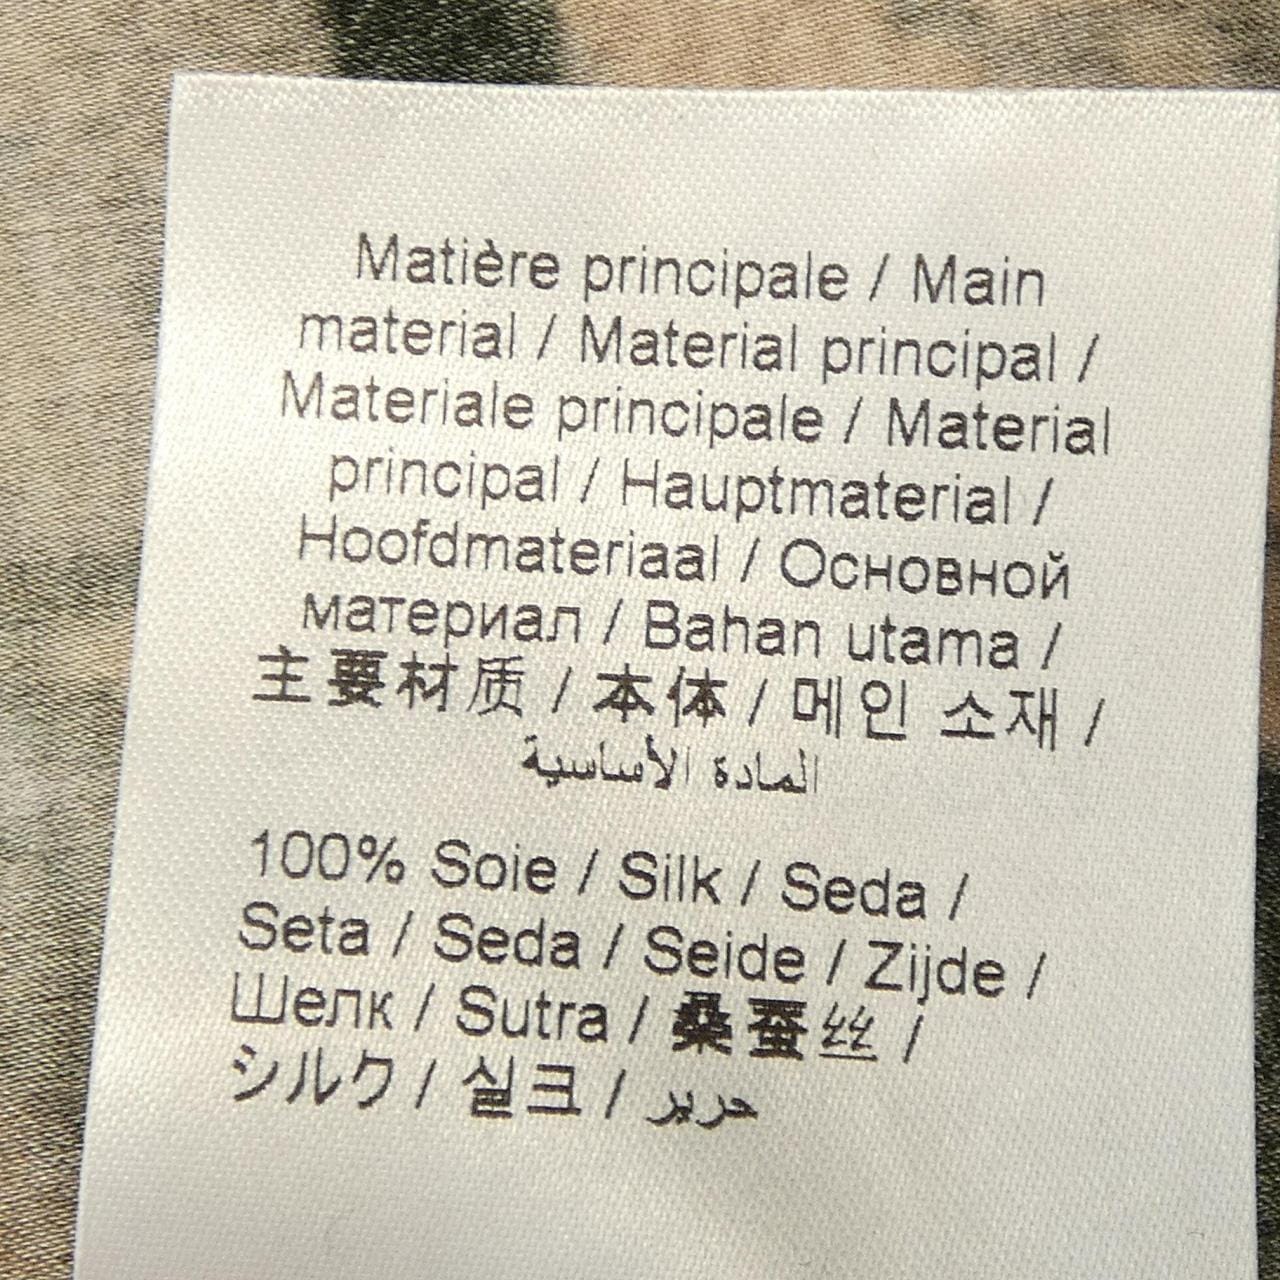 Matière principale / Main
material / Material principal /
Materiale principale / Material
principal / Hauptmaterial /
Hoofdmateriaal / Основной
материал / Bahan utama /
主要材质 / 本体 / 메인 소재 /
المادة الأساسية
100% Soie / Silk / Seda /
Seta / Seda / Seide / Zijde /
Шелк / Sutra / 桑蚕丝 /
シルク / 실크 / حرير